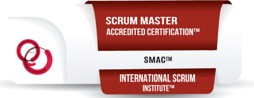 SCRUM MASTER
ACCREDITED CERTIFICATION™
SMAC™
INTERNATIONAL SCRUM
INSTITUTE™